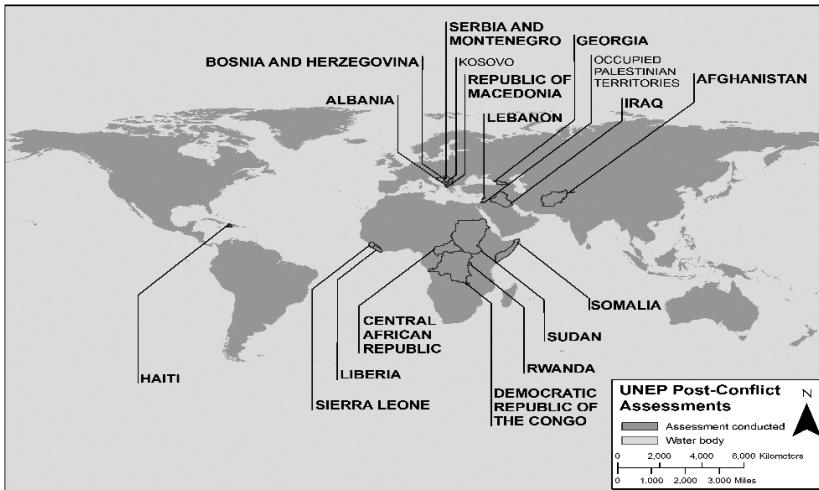 SERBIA AND
MONTENEGRO
GEORGIA
BOSNIA AND HERZEGOVINA
KOSOVO
OCCUPIED
PALESTINIAN
TERRITORIES
REPUBLIC OF
MACEDONIA
AFGHANISTAN
ALBANIA
IRAQ
LEBANON
SOMALIA
CENTRAL
AFRICAN
REPUBLIC
SUDAN
HAITI
LIBERIA
RWANDA
SIERRA LEONE
DEMOCRATIC
REPUBLIC OF
THE CONGO
UNEP Post-Conflict
Assessments
N
Assessment conducted
Water body
0 2,000 4,000 6,000 Kilometers
0 1,000 2,000 3,000 Miles